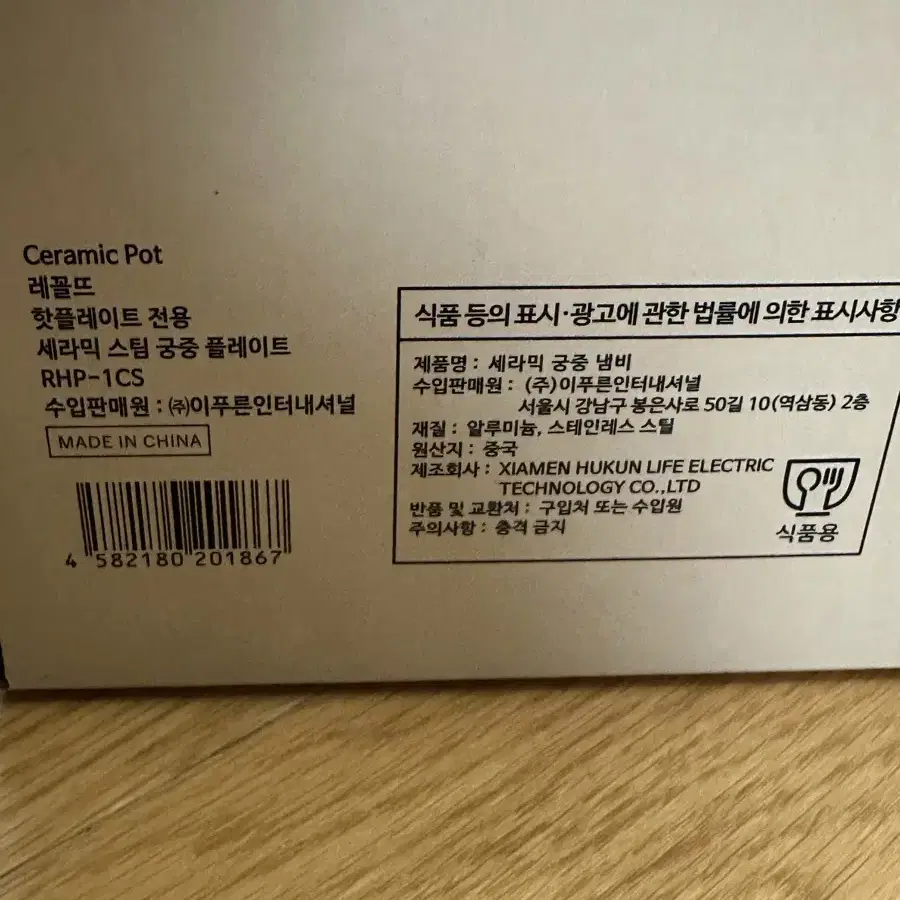 Ceramic Pot
레꼴뜨
핫플레이트 전용
세라믹 스팀 궁중 플레이트
RHP-1CS
수입판매원 : ㈜이푸른인터내셔널
MADE IN CHINA
4 582180 201867
식품 등의 표시·광고에 관한 법률에 의한 표시사항
제품명 : 세라믹 궁중 냄비
수입판매원 : (주)이푸른인터내셔널
서울시 강남구 봉은사로 50길 10(역삼동) 2층
재질 : 알루미늄, 스테인레스 스틸
원산지 : 중국
제조회사 : XIAMEN HUKUN LIFE ELECTRIC
TECHNOLOGY CO.,LTD
반품 및 교환처 : 구입처 또는 수입원
주의사항 : 충격 금지
식품용